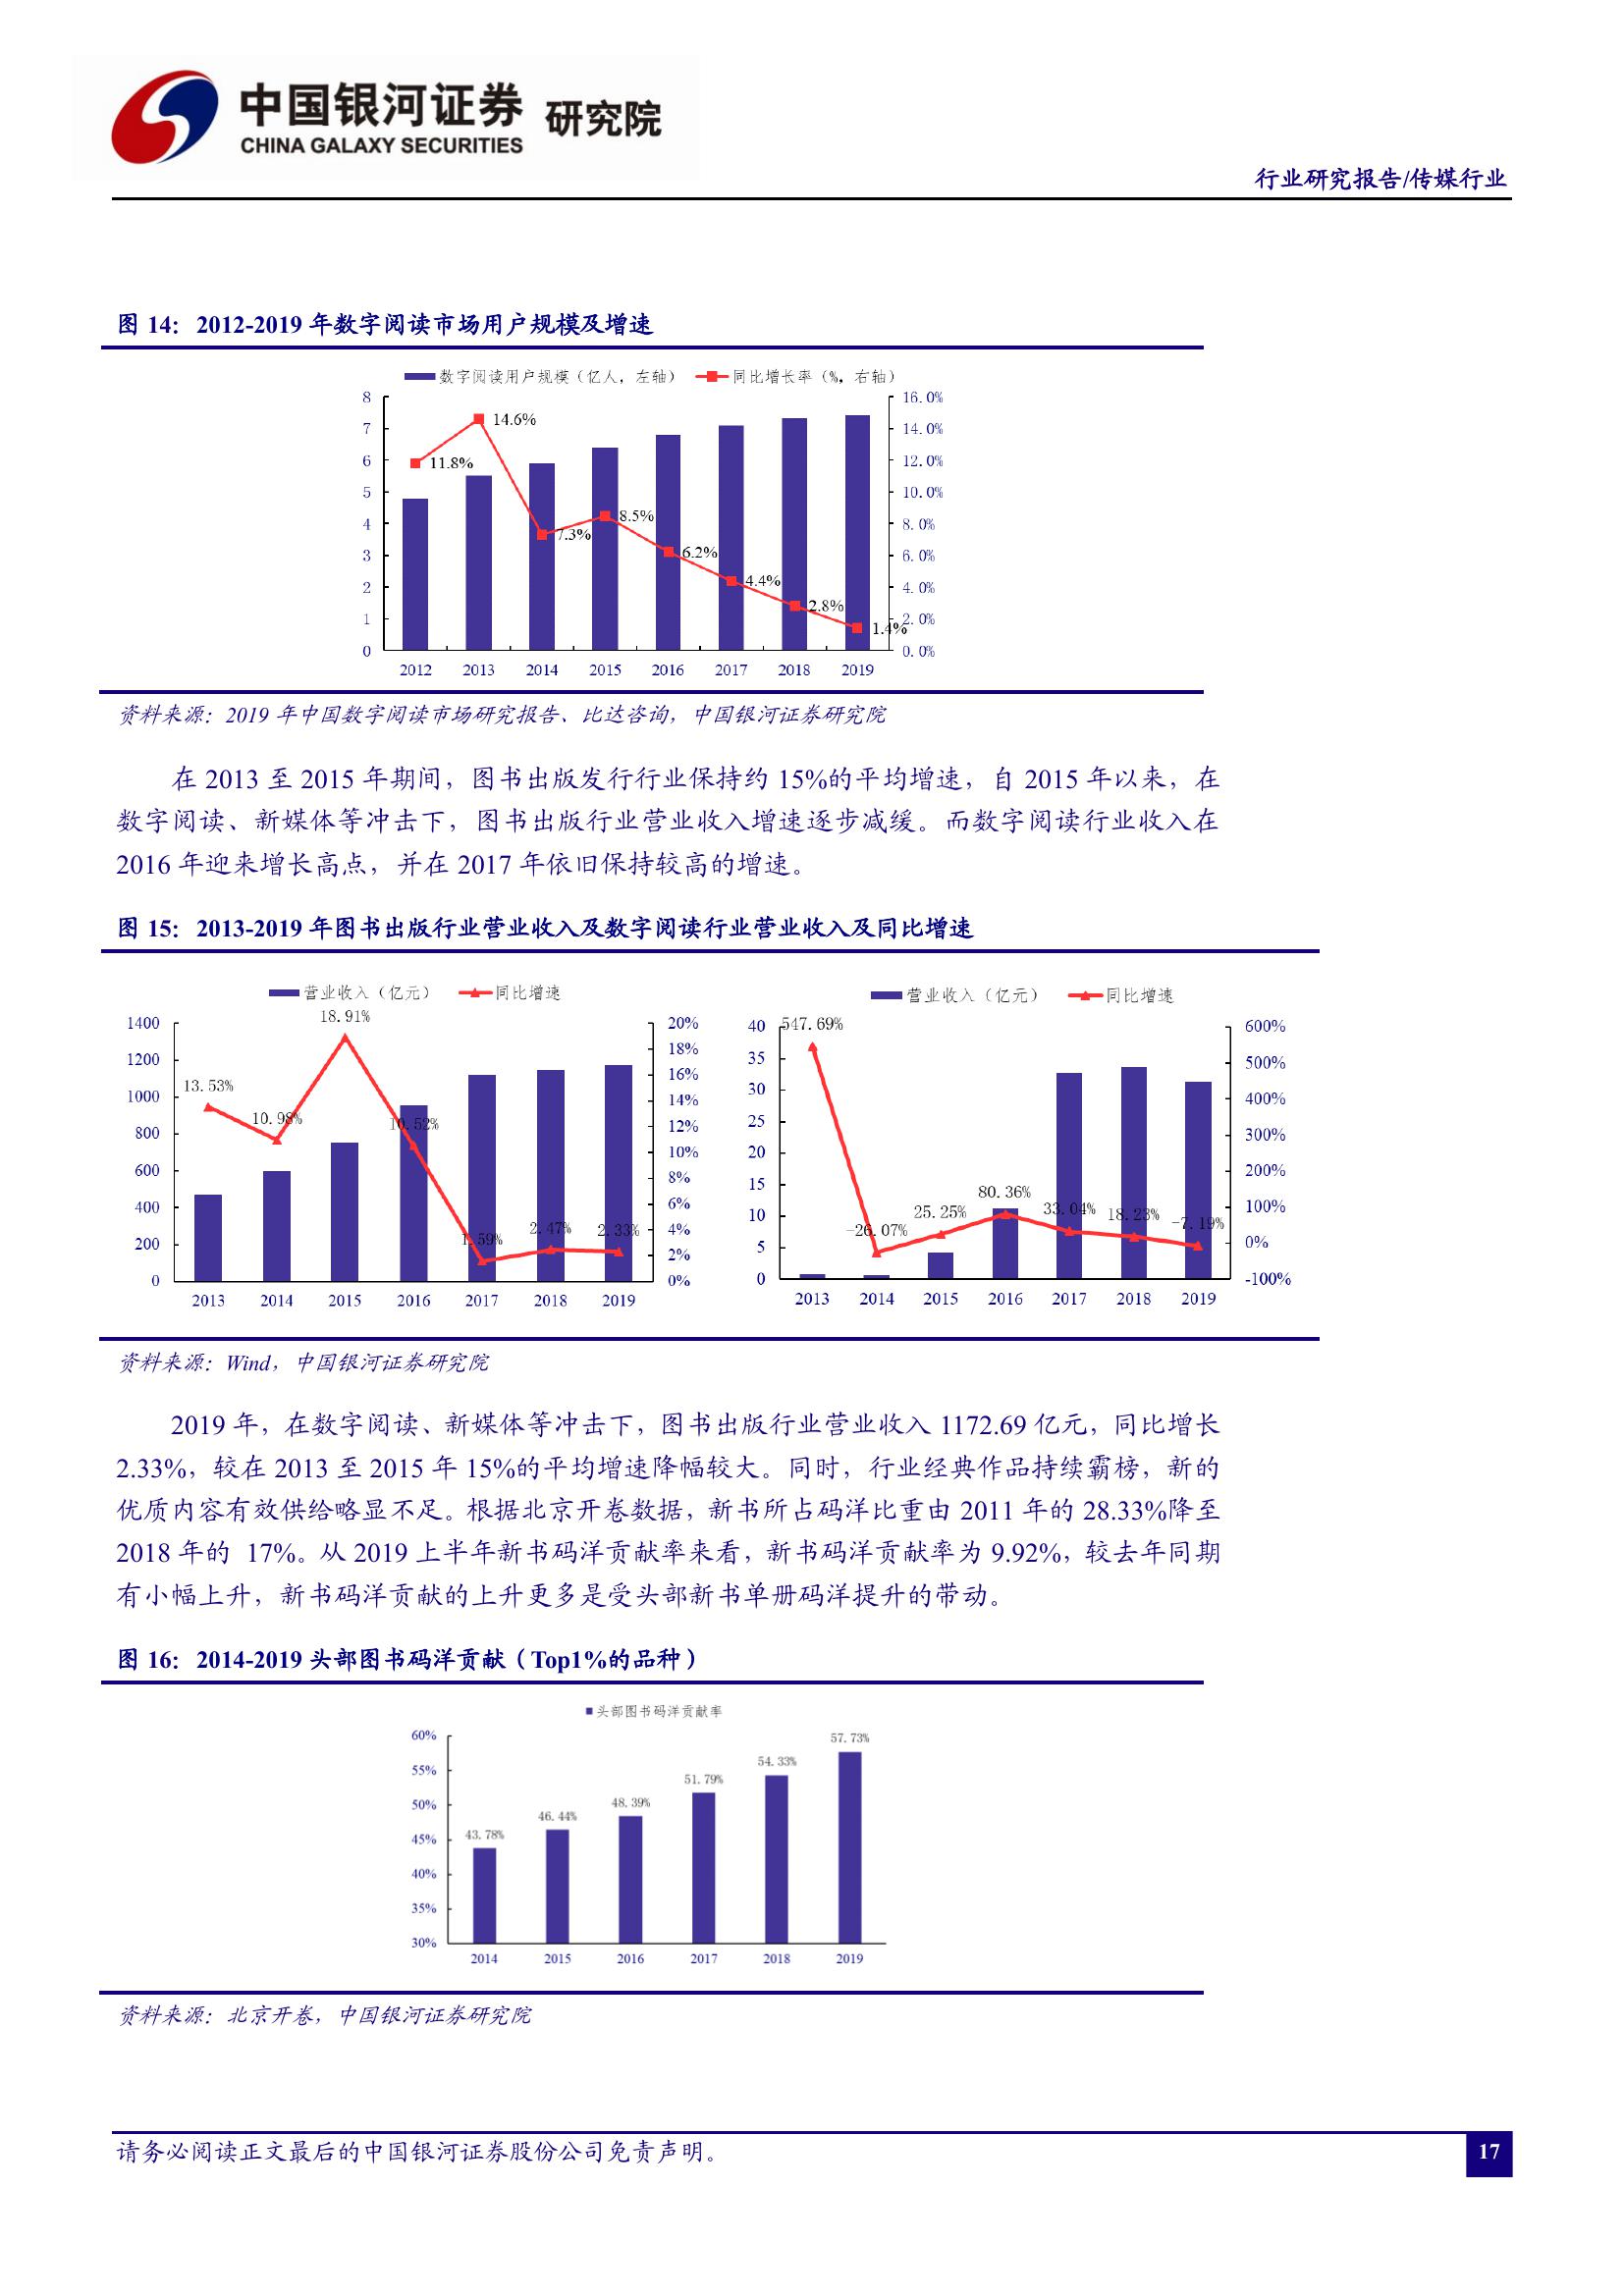 中国银河证券 研究院
CHINA GALAXY SECURITIES
行业研究报告/传媒行业
图 14：2012-2019 年数字阅读市场用户规模及增速
数字阅读用户规模（亿人，左轴） 同比增长率（%，右轴）
8 16.0%
7 14.6% 14.0%
6 11.8% 12.0%
5 10.0%
4 7.3% 8.5% 8.0%
3 6.2% 6.0%
2 4.4% 4.0%
1 2.8% 1.4% 2.0%
0 0.0%
2012 2013 2014 2015 2016 2017 2018 2019
资料来源：2019 年中国数字阅读市场研究报告、比达咨询，中国银河证券研究院
在 2013 至 2015 年期间，图书出版发行行业保持约 15%的平均增速，自 2015 年以来，在
数字阅读、新媒体等冲击下，图书出版行业营业收入增速逐步减缓。而数字阅读行业收入在
2016 年迎来增长高点，并在 2017 年依旧保持较高的增速。
图 15：2013-2019 年图书出版行业营业收入及数字阅读行业营业收入及同比增速
营业收入（亿元） 同比增速
18.91%
1400 20%
18%
1200 16%
13.53%
1000 14%
10.98% 10.52%
800 12%
10%
600 8%
400 6%
1.59% 2.47% 2.33% 4%
200 2%
0 0%
2013 2014 2015 2016 2017 2018 2019
营业收入（亿元） 同比增速
40 547.69% 600%
35 500%
30 400%
25 300%
20 200%
15 80.36%
10 -26.07% 25.25% 33.04% 18.23% -7.19% 100%
5 0%
0 -100%
2013 2014 2015 2016 2017 2018 2019
资料来源：Wind，中国银河证券研究院
2019 年，在数字阅读、新媒体等冲击下，图书出版行业营业收入 1172.69 亿元，同比增长
2.33%，较在 2013 至 2015 年 15%的平均增速降幅较大。同时，行业经典作品持续霸榜，新的
优质内容有效供给略显不足。根据北京开卷数据，新书所占码洋比重由 2011 年的 28.33%降至
2018 年的 17%。从 2019 上半年新书码洋贡献率来看，新书码洋贡献率为 9.92%，较去年同期
有小幅上升，新书码洋贡献的上升更多是受头部新书单册码洋提升的带动。
图 16：2014-2019 头部图书码洋贡献（Top1%的品种）
头部图书码洋贡献率
60% 57.73%
55% 54.33%
51.79%
50% 48.39%
46.44%
45% 43.78%
40%
35%
30%
2014 2015 2016 2017 2018 2019
资料来源：北京开卷，中国银河证券研究院
请务必阅读正文最后的中国银河证券股份公司免责声明。
17